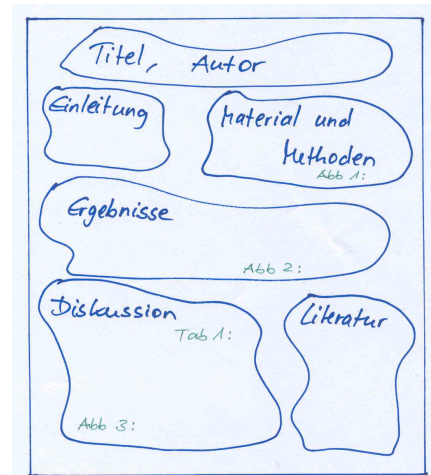 Titel, Autor
Einleitung
Material und
Methoden
Abb 1:
Ergebnisse
Abb 2:
Diskussion
Tab 1:
Abb 3:
Literatur